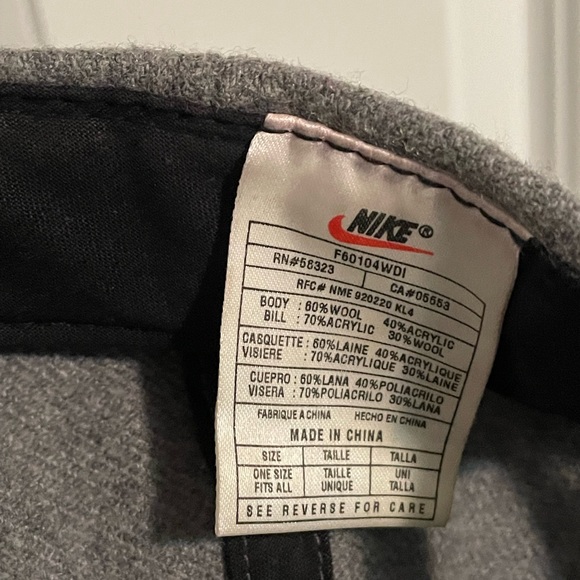 NIKE®
F60104WDI
RN#58323 CA#05553
RFC# NME 920220 KL4
BODY : 60%WOOL 40%ACRYLIC
BILL : 70%ACRYLIC 30%WOOL
CASQUETTE : 60%LAINE 40%ACRYLIQUE
VISIERE : 70%ACRYLIQUE 30%LAINE
CUEPRO : 60%LANA 40%POLIACRILO
VISERA : 70%POLIACRILO 30%LANA
FABRIQUE A CHINA HECHO EN CHINA
MADE IN CHINA
SIZE TAILLE TALLA
ONE SIZE TAILLE UNI
FITS ALL UNIQUE TALLA
SEE REVERSE FOR CARE